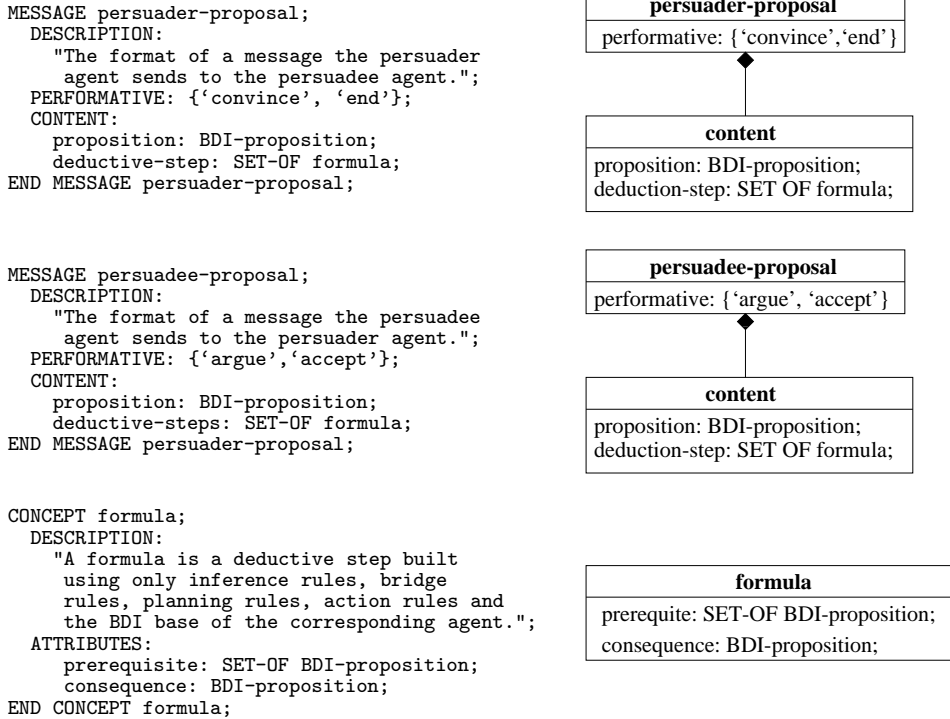 MESSAGE persuader-proposal;
DESCRIPTION:
"The format of a message the persuader
agent sends to the persuadee agent.";
PERFORMATIVE: {‘convince’, ‘end’};
CONTENT:
proposition: BDI-proposition;
deductive-step: SET-OF formula;
END MESSAGE persuader-proposal;
persuader-proposal
performative: {‘convince’,‘end’}
content
proposition: BDI-proposition;
deduction-step: SET OF formula;
MESSAGE persuadee-proposal;
DESCRIPTION:
"The format of a message the persuadee
agent sends to the persuader agent.";
PERFORMATIVE: {‘argue’,‘accept’};
CONTENT:
proposition: BDI-proposition;
deductive-steps: SET-OF formula;
END MESSAGE persuader-proposal;
persuadee-proposal
performative: {‘argue’, ‘accept’}
content
proposition: BDI-proposition;
deduction-step: SET OF formula;
CONCEPT formula;
DESCRIPTION:
"A formula is a deductive step built
using only inference rules, bridge
rules, planning rules, action rules and
the BDI base of the corresponding agent.";
ATTRIBUTES:
prerequisite: SET-OF BDI-proposition;
consequence: BDI-proposition;
END CONCEPT formula;
formula
prerequite: SET-OF BDI-proposition;
consequence: BDI-proposition;